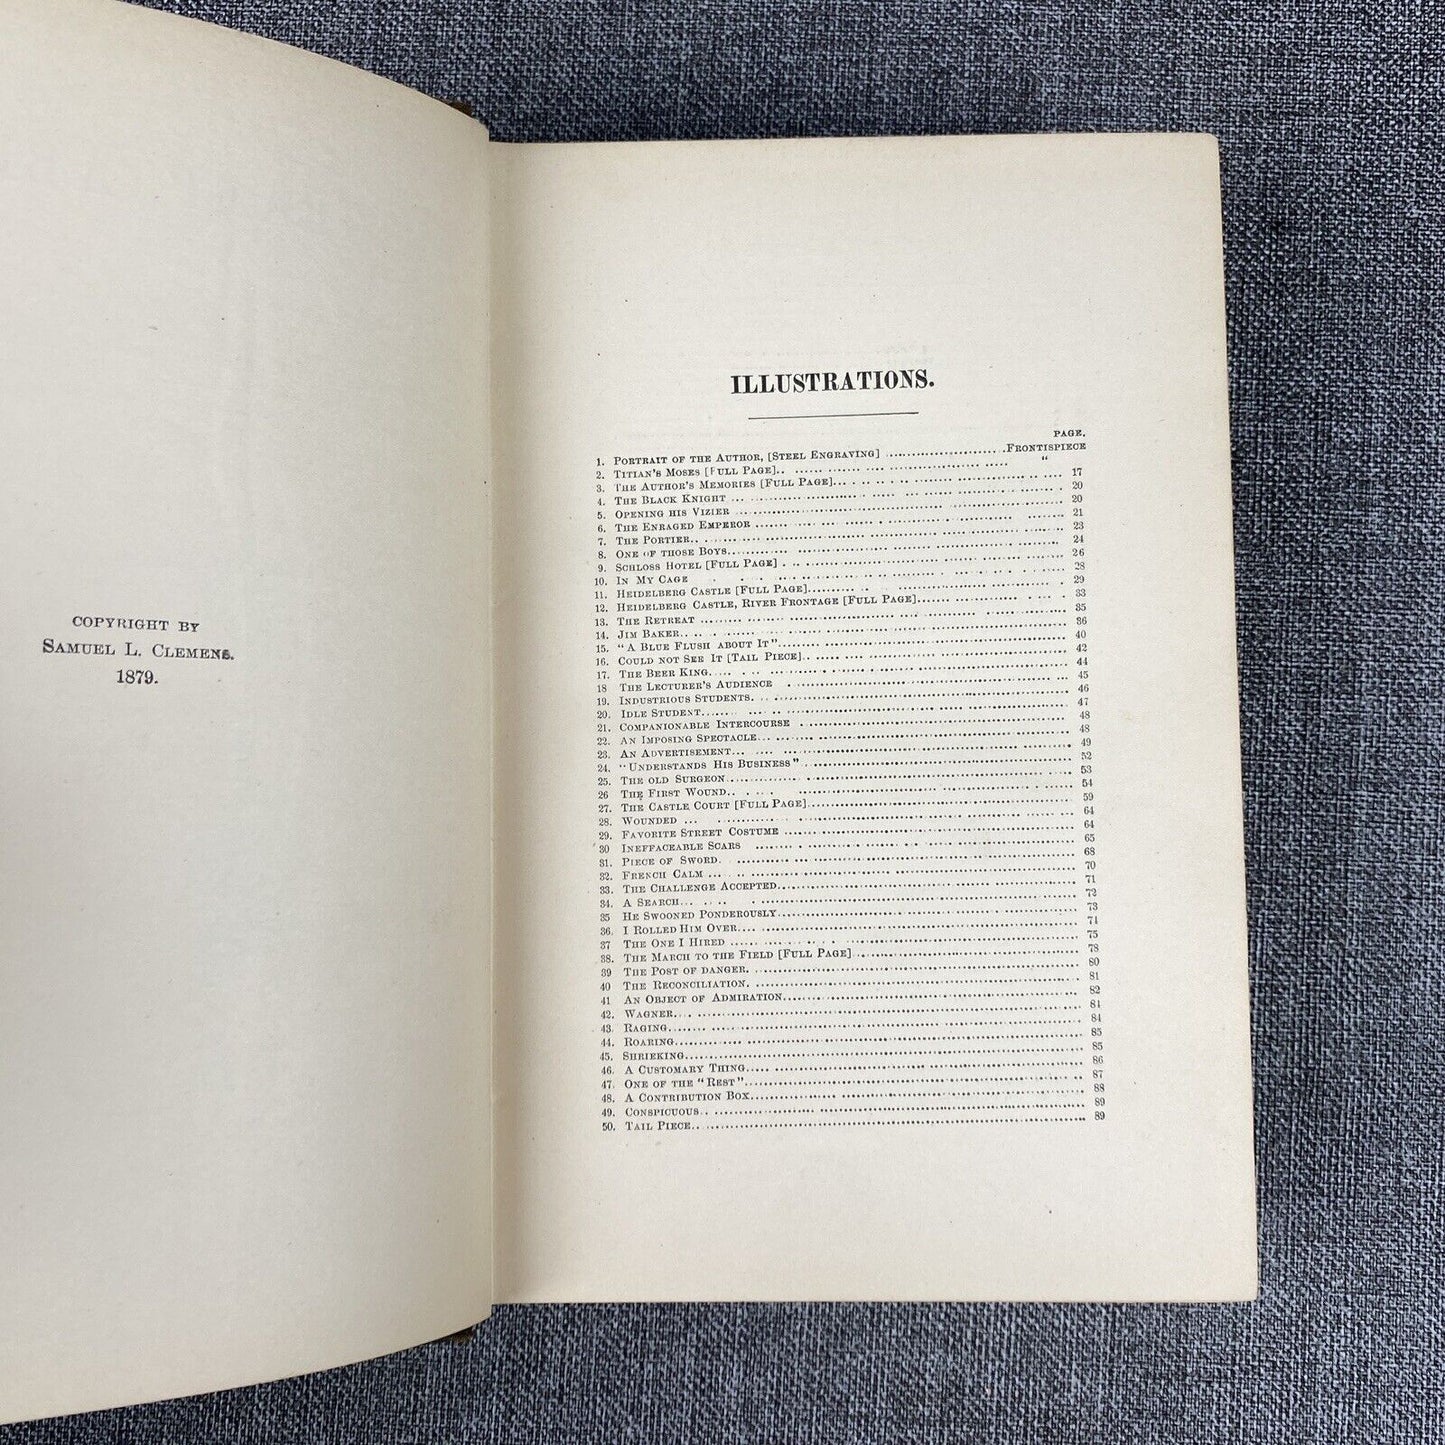 COPYRIGHT BY
SAMUEL L. CLEMENS.
1879.
ILLUSTRATIONS.
PAGE.
1. PORTRAIT OF THE AUTHOR, [STEEL ENGRAVING] ........ FRONTISPIECE
2. TITIAN'S MOSES [FULL PAGE]........ "
3. THE AUTHOR'S MEMORIES [FULL PAGE]........ 17
4. THE BLACK KNIGHT ........ 20
5. OPENING HIS VIZIER ........ 20
6. THE ENRAGED EMPEROR ........ 21
7. THE PORTIER........ 23
8. ONE OF THOSE BOYS........ 24
9. SCHLOSS HOTEL [FULL PAGE] ........ 26
10. IN MY CAGE ........ 28
11. HEIDELBERG CASTLE [FULL PAGE]........ 29
12. HEIDELBERG CASTLE, RIVER FRONTAGE [FULL PAGE]........ 33
13. THE RETREAT ........ 35
14. JIM BAKER........ 36
15. "A BLUE FLUSH ABOUT IT"........ 40
16. COULD NOT SEE IT [TAIL PIECE]........ 42
17. THE BEER KING........ 44
18 THE LECTURER'S AUDIENCE ........ 45
19. INDUSTRIOUS STUDENTS........ 46
20. IDLE STUDENT........ 47
21. COMPANIONABLE INTERCOURSE ........ 48
22. AN IMPOSING SPECTACLE........ 48
23. AN ADVERTISEMENT........ 49
24. "UNDERSTANDS HIS BUSINESS" ........ 52
25. THE OLD SURGEON........ 53
26 THE FIRST WOUND........ 54
27. THE CASTLE COURT [FULL PAGE]........ 59
28. WOUNDED ........ 64
29. FAVORITE STREET COSTUME ........ 64
30 INEFFACEABLE SCARS ........ 65
31. PIECE OF SWORD........ 68
32. FRENCH CALM ........ 70
33. THE CHALLENGE ACCEPTED........ 71
34. A SEARCH........ 72
35 HE SWOONED PONDEROUSLY........ 73
36. I ROLLED HIM OVER........ 74
37 THE ONE I HIRED ........ 75
38. THE MARCH TO THE FIELD [FULL PAGE] ........ 78
39 THE POST OF DANGER........ 80
40 THE RECONCILIATION........ 81
41 AN OBJECT OF ADMIRATION........ 82
42. WAGNER........ 84
43. RAGING........ 84
44. ROARING........ 85
45. SHRIEKING........ 85
46. A CUSTOMARY THING........ 86
47. ONE OF THE "REST"........ 87
48. A CONTRIBUTION BOX........ 88
49. CONSPICUOUS........ 89
50. TAIL PIECE........ 89